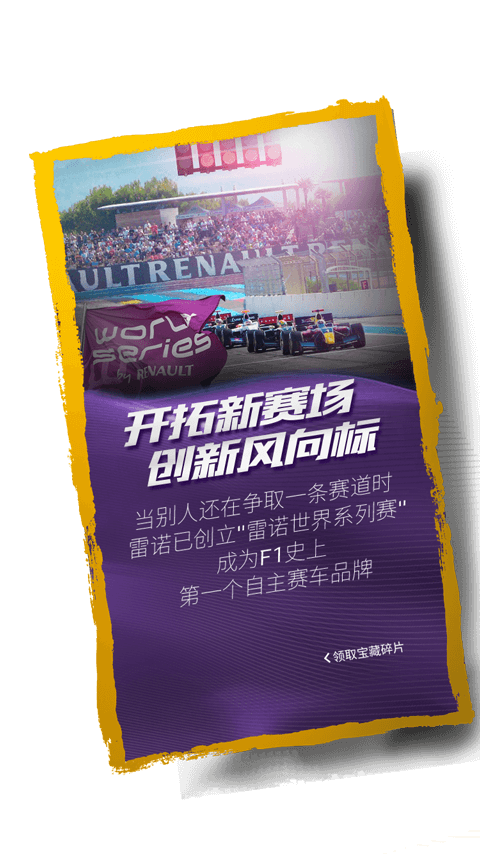 ULT RENAULT
world
series
by RENAULT
开拓新赛场
创新风向标
当别人还在争取一条赛道时
雷诺已创立"雷诺世界系列赛"
成为F1史上
第一个自主赛车品牌
<领取宝藏碎片